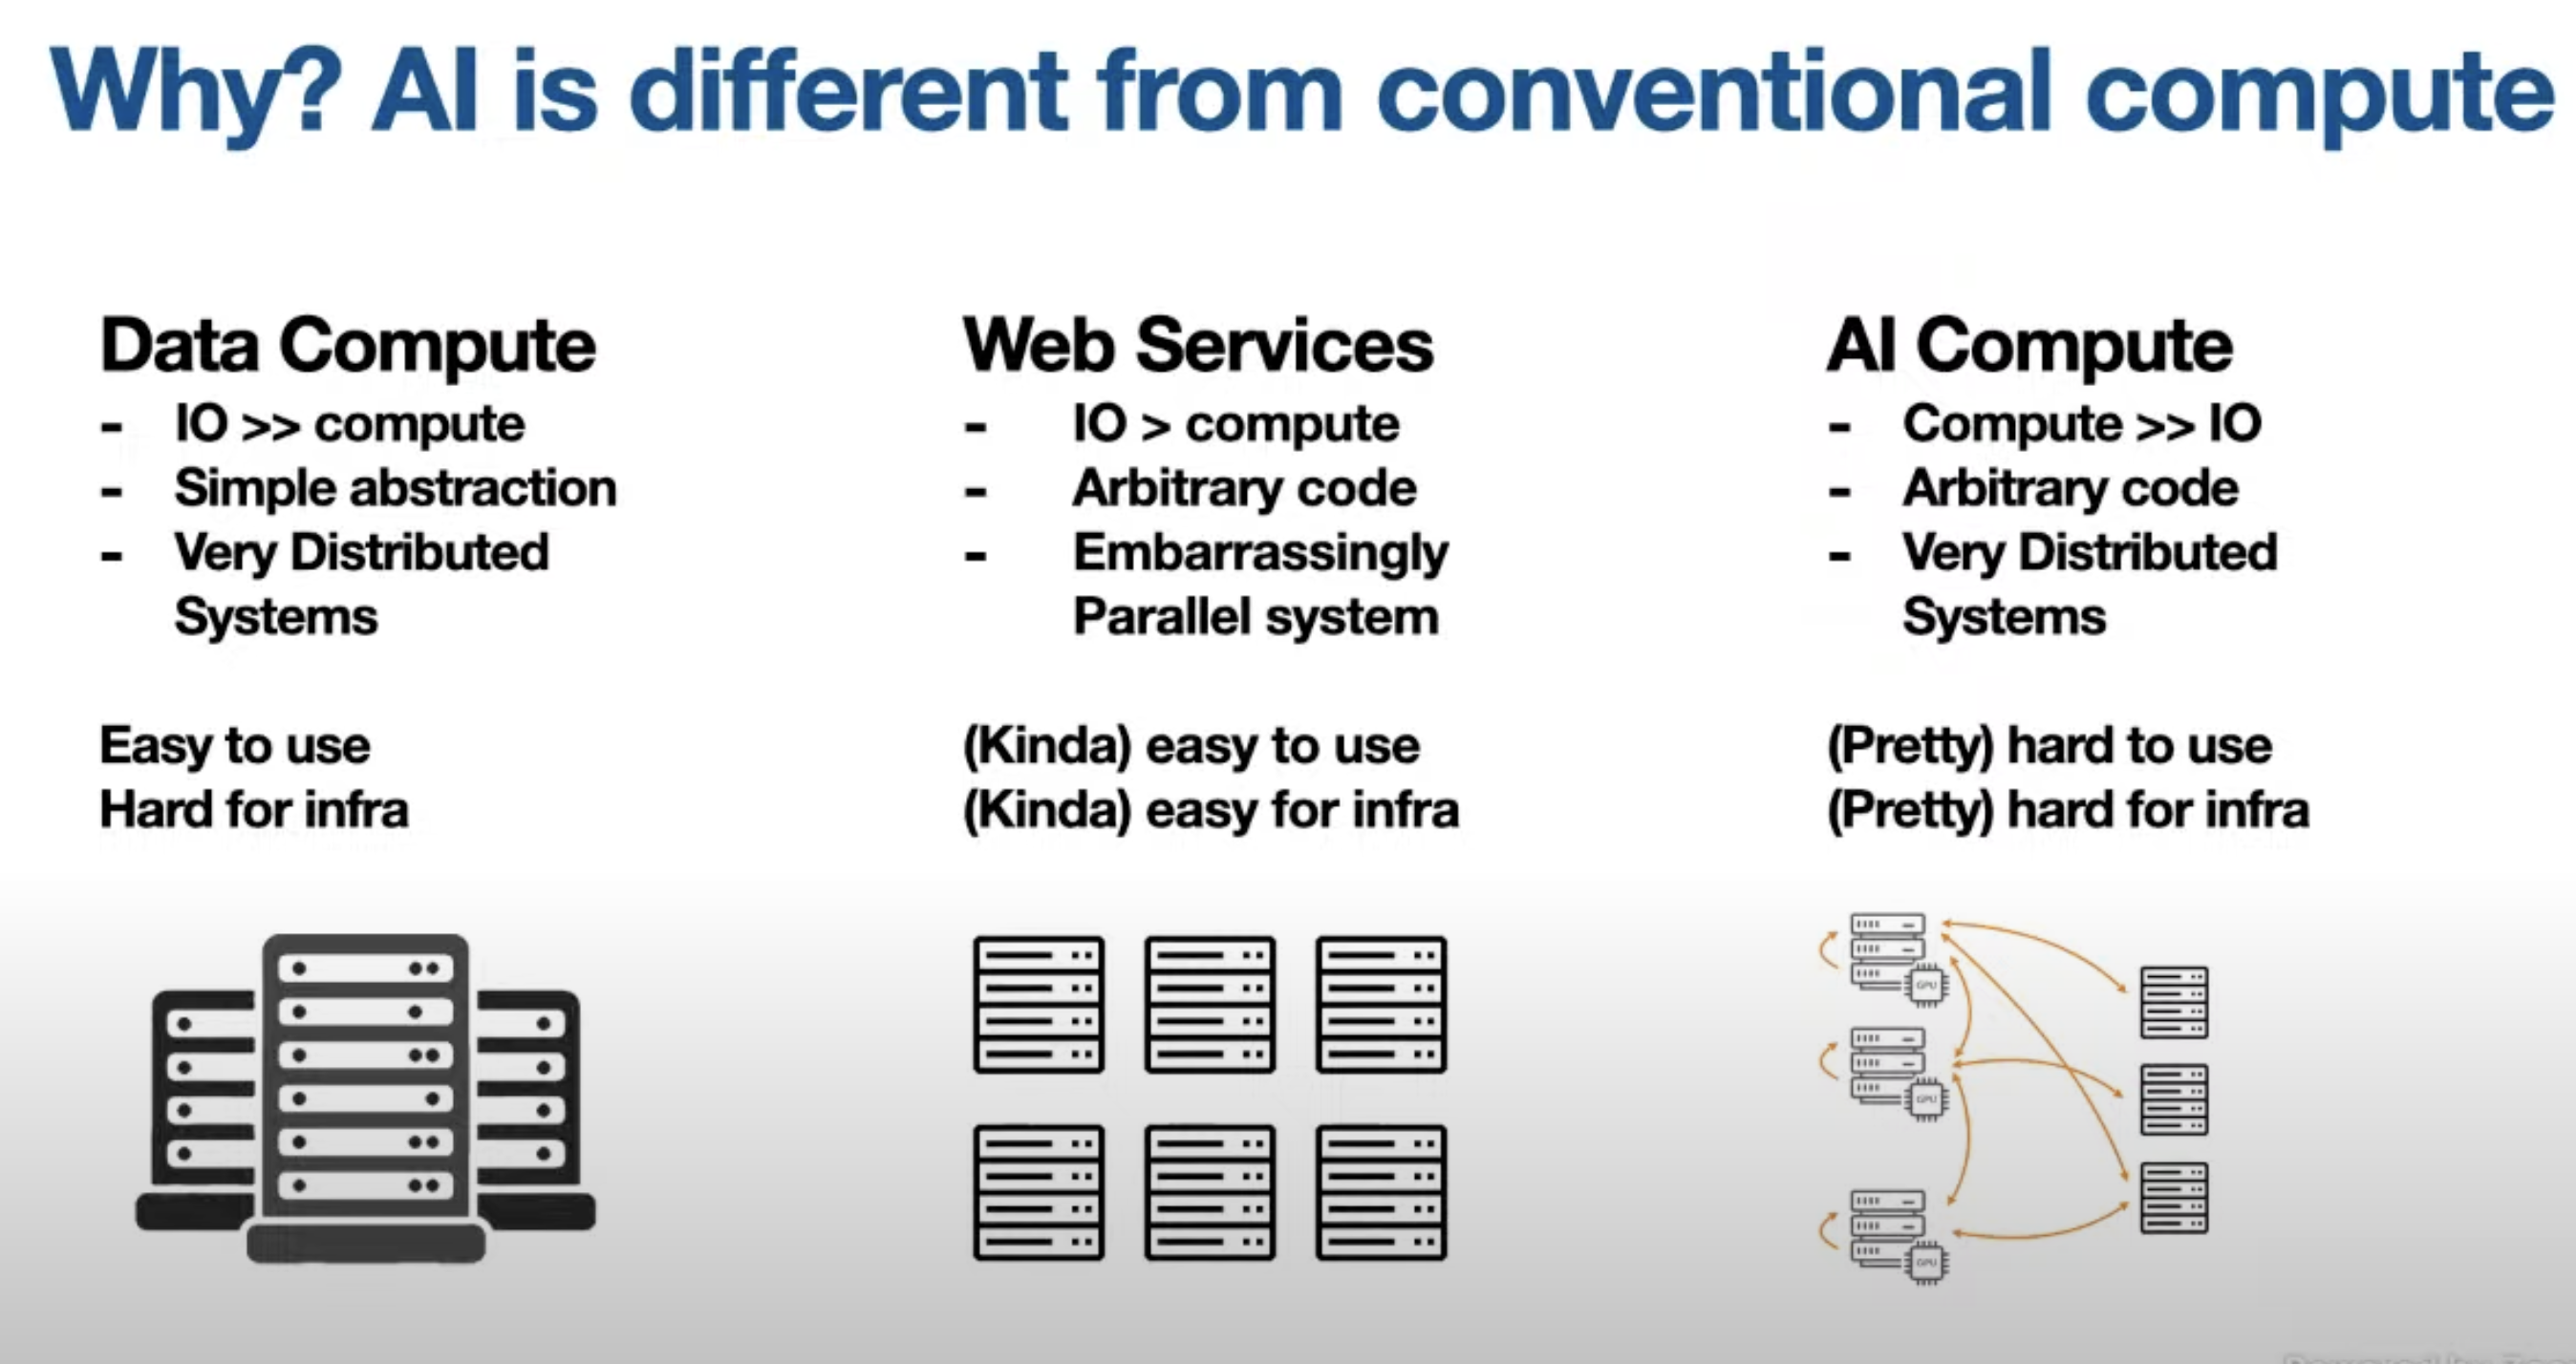 Why? AI is different from conventional compute
Data Compute
- IO >> compute
- Simple abstraction
- Very Distributed
Systems
Easy to use
Hard for infra
Web Services
- IO > compute
- Arbitrary code
- Embarrassingly
Parallel system
(Kinda) easy to use
(Kinda) easy for infra
AI Compute
- Compute >> IO
- Arbitrary code
- Very Distributed
Systems
(Pretty) hard to use
(Pretty) hard for infra
GPU
GPU
GPU